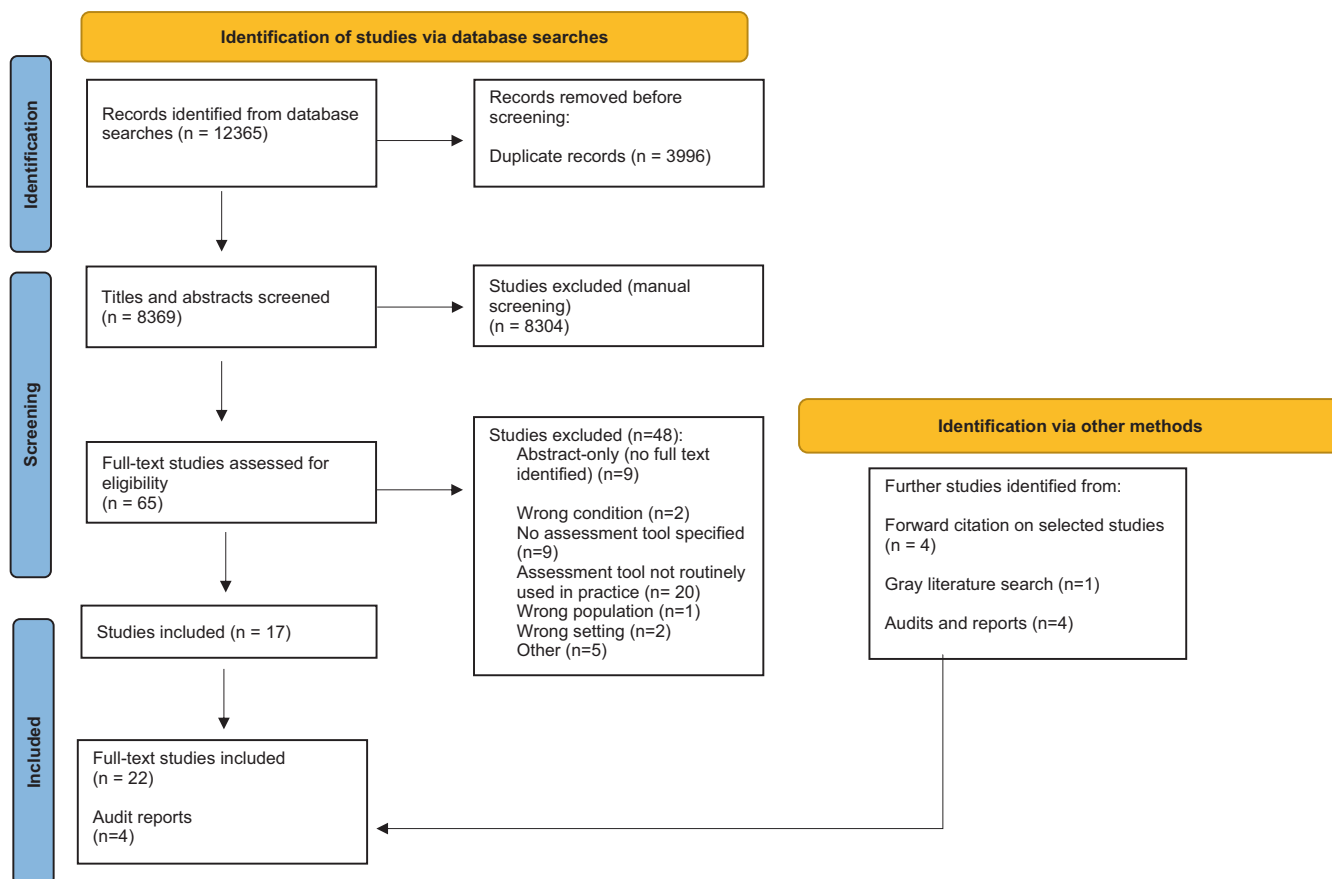 Identification of studies via database searches
Identification
Records identified from database
searches (n = 12365)
Records removed before
screening:
Duplicate records (n = 3996)
Screening
Titles and abstracts screened
(n = 8369)
Studies excluded (manual
screening)
(n = 8304)
Full-text studies assessed for
eligibility
(n = 65)
Studies excluded (n=48):
Abstract-only (no full text
identified) (n=9)
Wrong condition (n=2)
No assessment tool specified
(n=9)
Assessment tool not routinely
used in practice (n= 20)
Wrong population (n=1)
Wrong setting (n=2)
Other (n=5)
Identification via other methods
Further studies identified from:
Forward citation on selected studies
(n = 4)
Gray literature search (n=1)
Audits and reports (n=4)
Included
Studies included (n = 17)
Full-text studies included
(n = 22)
Audit reports
(n=4)